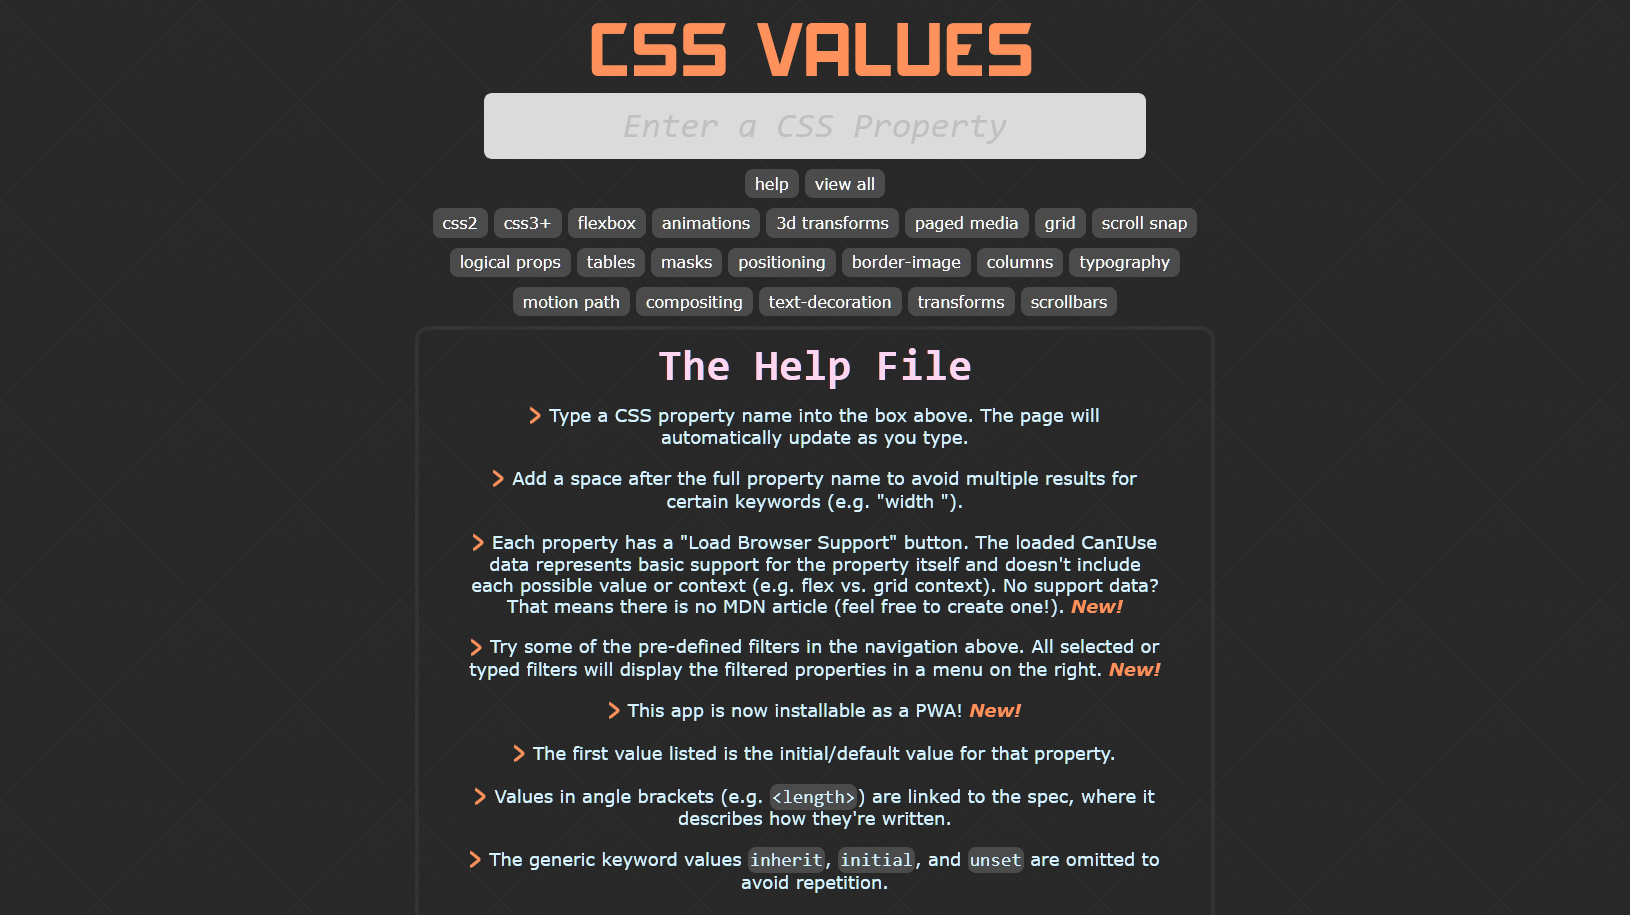 CSS VALUES
Enter a CSS Property
help view all
css2 css3+ flexbox animations 3d transforms paged media grid scroll snap
logical props tables masks positioning border-image columns typography
motion path compositing text-decoration transforms scrollbars
The Help File
Type a CSS property name into the box above. The page will
automatically update as you type.
Add a space after the full property name to avoid multiple results for
certain keywords (e.g. "width ").
Each property has a "Load Browser Support" button. The loaded CanIUse
data represents basic support for the property itself and doesn't include
each possible value or context (e.g. flex vs. grid context). No support data?
That means there is no MDN article (feel free to create one!). New!
Try some of the pre-defined filters in the navigation above. All selected or
typed filters will display the filtered properties in a menu on the right. New!
This app is now installable as a PWA! New!
The first value listed is the initial/default value for that property.
Values in angle brackets (e.g. <length>) are linked to the spec, where it
describes how they're written.
The generic keyword values inherit, initial, and unset are omitted to
avoid repetition.